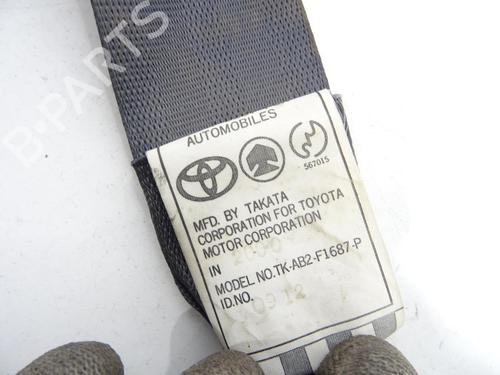 B-PARTS
AUTOMOBILES
567015
MFD. BY TAKATA
CORPORATION FOR TOYOTA
MOTOR CORPORATION
IN
MODEL NO.TK-AB2-F1687-P
ID.NO. 0912